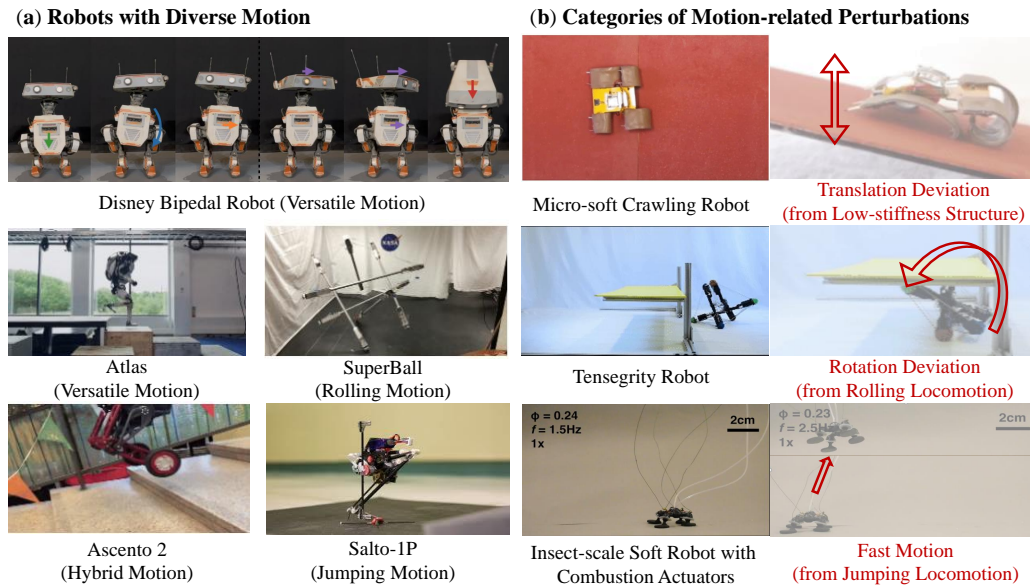 (a) Robots with Diverse Motion
Disney Bipedal Robot (Versatile Motion)
Atlas
(Versatile Motion)
NASA
SuperBall
(Rolling Motion)
Ascento 2
(Hybrid Motion)
Salto-1P
(Jumping Motion)
(b) Categories of Motion-related Perturbations
Micro-soft Crawling Robot
Translation Deviation
(from Low-stiffness Structure)
Tensegrity Robot
Rotation Deviation
(from Rolling Locomotion)
ϕ = 0.24
f = 1.5Hz
1x
2cm
Insect-scale Soft Robot with
Combustion Actuators
ϕ = 0.23
f = 2.5Hz
1x
2cm
Fast Motion
(from Jumping Locomotion)